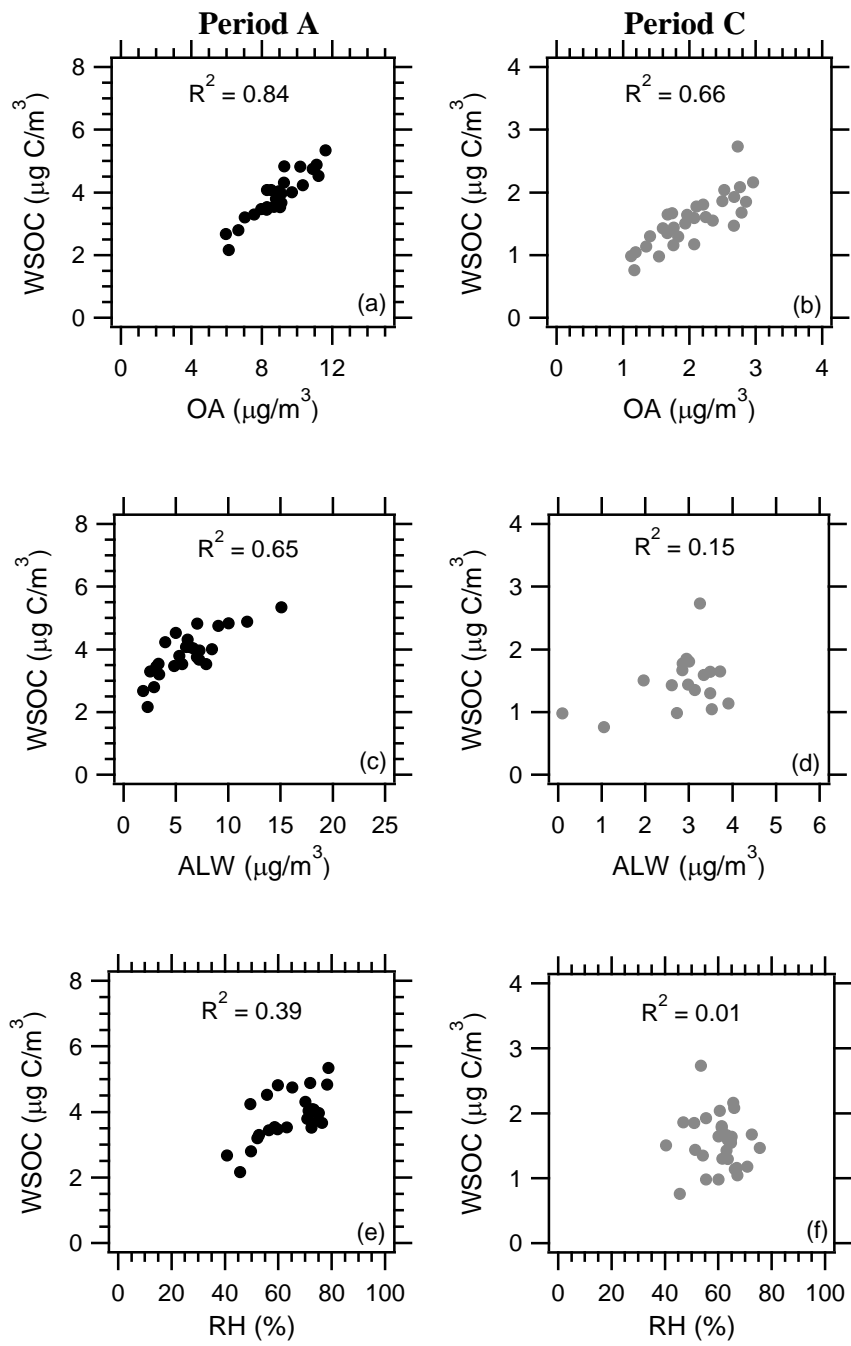 Period A
Period C
8
6
4
2
0
WSOC (μg C/m³)
R² = 0.84
(a)
0 4 8 12
OA (μg/m³)
4
3
2
1
0
WSOC (μg C/m³)
R² = 0.66
(b)
0 1 2 3 4
OA (μg/m³)
8
6
4
2
0
WSOC (μg C/m³)
R² = 0.65
(c)
0 5 10 15 20 25
ALW (μg/m³)
4
3
2
1
0
WSOC (μg C/m³)
R² = 0.15
(d)
0 1 2 3 4 5 6
ALW (μg/m³)
8
6
4
2
0
WSOC (μg C/m³)
R² = 0.39
(e)
0 20 40 60 80 100
RH (%)
4
3
2
1
0
WSOC (μg C/m³)
R² = 0.01
(f)
0 20 40 60 80 100
RH (%)